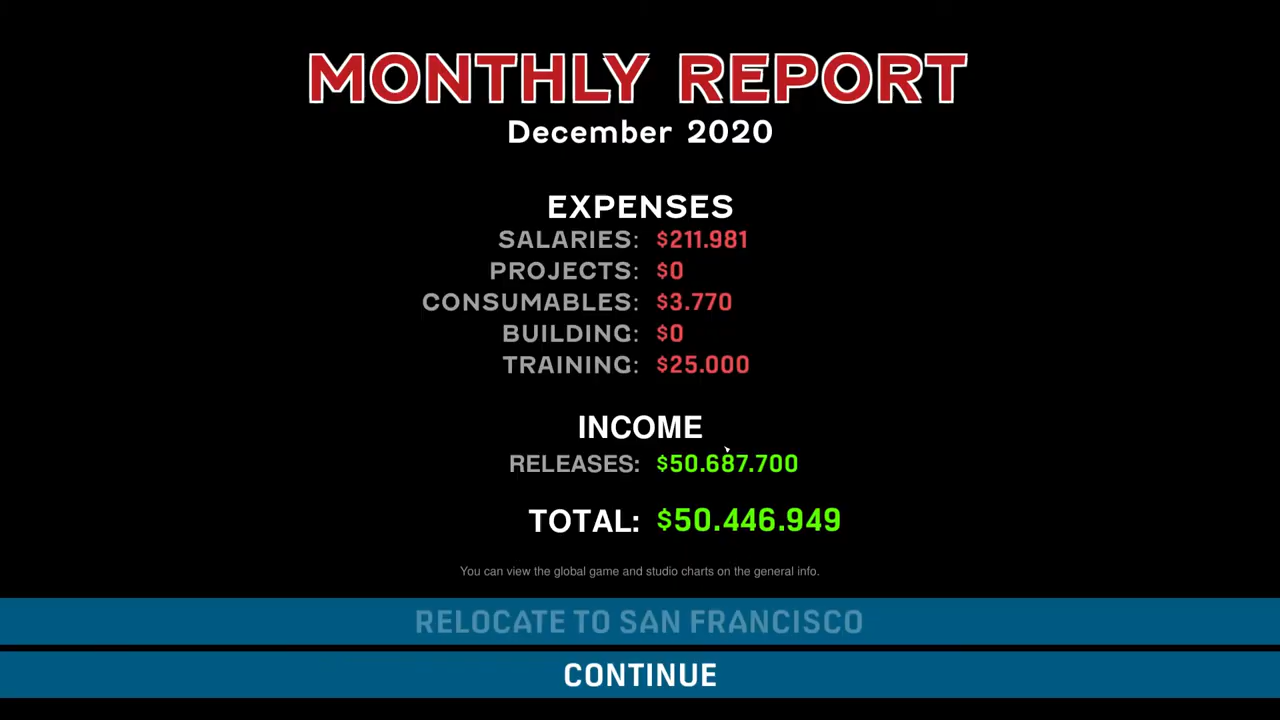 MONTHLY REPORT
December 2020
EXPENSES
SALARIES: $211.981
PROJECTS: $0
CONSUMABLES: $3.770
BUILDING: $0
TRAINING: $25.000
INCOME
RELEASES: $50.687.700
TOTAL: $50.446.949
You can view the global game and studio charts on the general info.
RELOCATE TO SAN FRANCISCO
CONTINUE